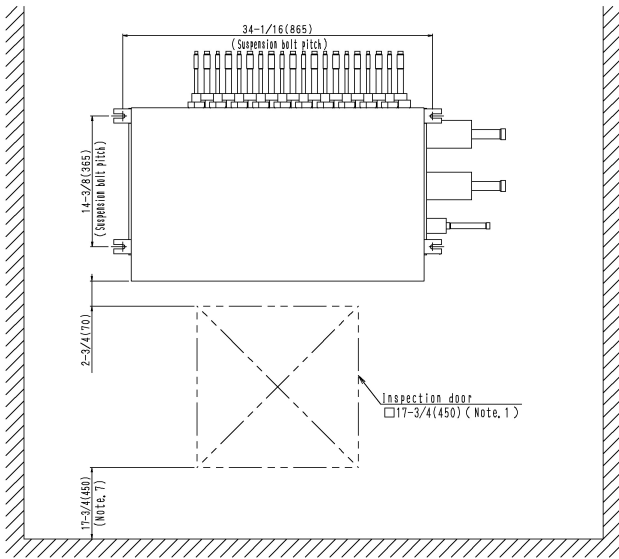 34-1/16(865)
(Suspension bolt pitch)
14-3/8(365)
(Suspension bolt pitch)
2-3/4(70)
Inspection door
□17-3/4(450) (Note.1)
17-3/4(450)
(Note.7)